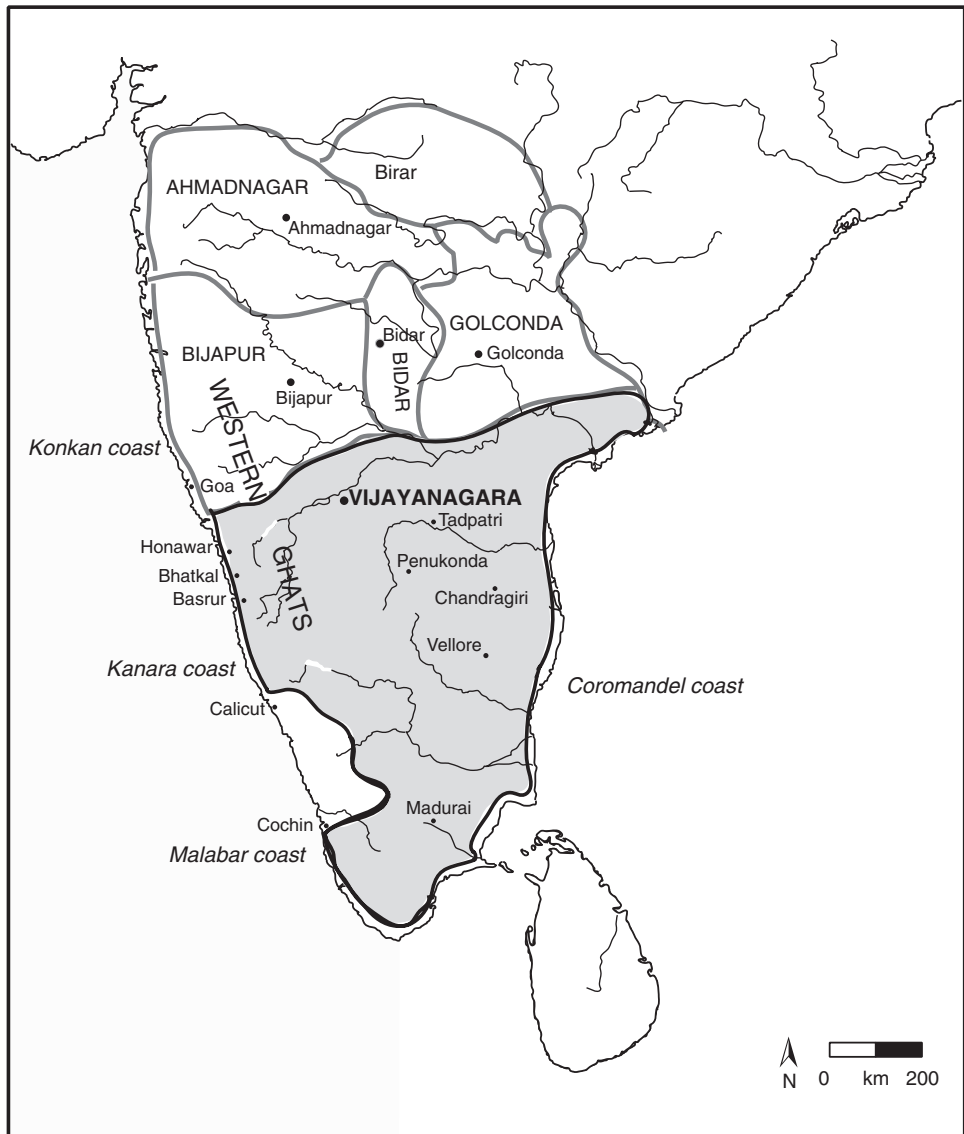 Birar
AHMADNAGAR
Ahmadnagar
GOLCONDA
Bidar
BIJAPUR
Golconda
BIDAR
Bijapur
WESTERN
Konkan coast
Goa
VIJAYANAGARA
Tadpatri
Honawar
GHATS
Penukonda
Bhatkal
Chandragiri
Basrur
Vellore
Kanara coast
Coromandel coast
Calicut
Madurai
Cochin
Malabar coast
N
0 km 200